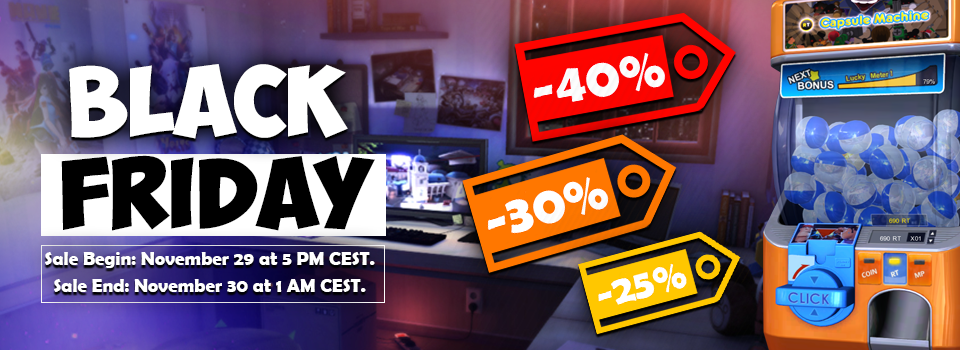 BLACK
FRIDAY
Sale Begin: November 29 at 5 PM CEST.
Sale End: November 30 at 1 AM CEST.
-40%
-30%
-25%
RT Capsule Machine
NEXT BONUS Lucky Meter! 79%
690 RT
690 RT X01
COIN RT MP
CLICK